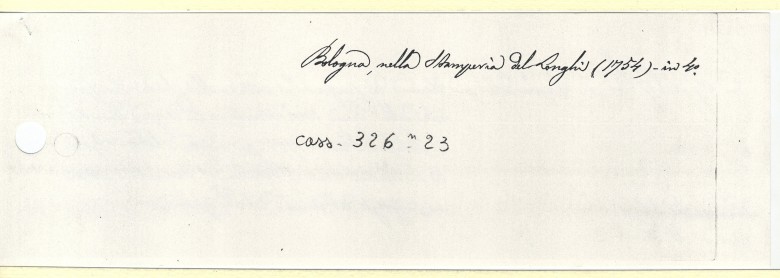 Bologna, nella Stamperia del Longhi (1754) - in 4o.
cass. 326 n 23